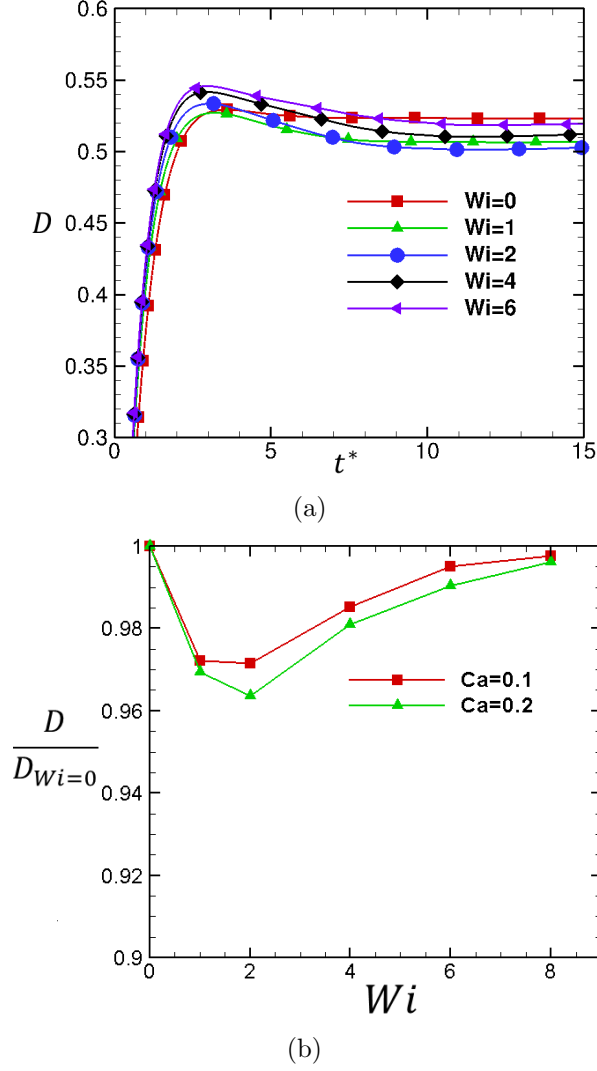 0.6
0.55
0.5
0.45
0.4
0.35
0.3
D
Wi=0
Wi=1
Wi=2
Wi=4
Wi=6
0 5 10 15
t*
(a)
1
0.98
0.96
0.94
0.92
0.9
D
D_{Wi=0}
Ca=0.1
Ca=0.2
0 2 4 6 8
Wi
(b)